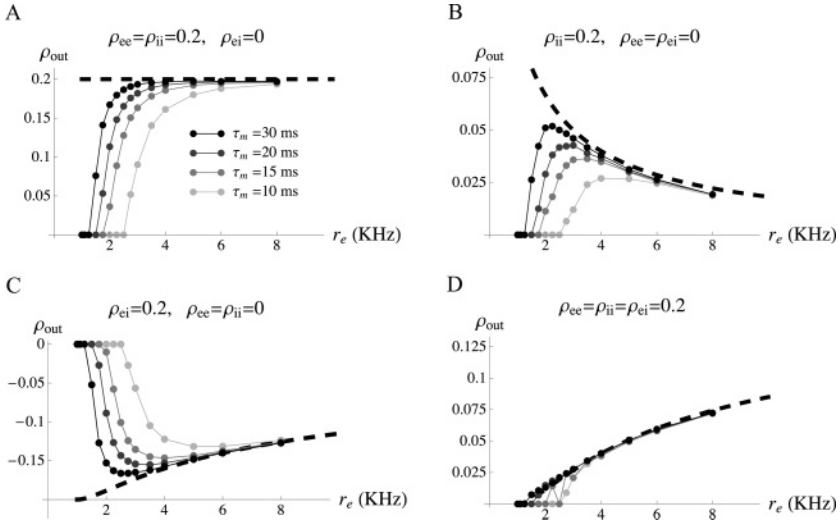 A
ρee=ρii=0.2, ρei=0
ρout
0.2
0.15
0.1
0.05
τm =30 ms
τm =20 ms
τm =15 ms
τm =10 ms
2 4 6 8 re (KHz)
B
ρii=0.2, ρee=ρei=0
ρout
0.075
0.05
0.025
2 4 6 8 re (KHz)
C
ρei=0.2, ρee=ρii=0
ρout
0
−0.05
−0.1
−0.15
2 4 6 8 re (KHz)
D
ρee=ρii=ρei=0.2
ρout
0.125
0.1
0.075
0.05
0.025
2 4 6 8 re (KHz)